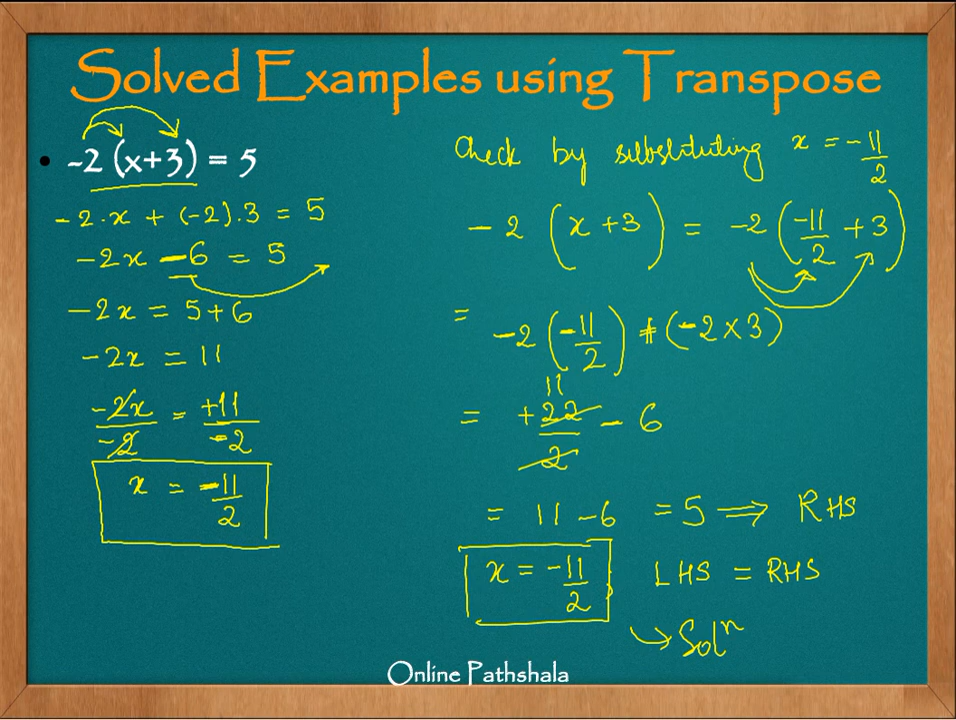 Solved Examples using Transpose
• -2(x+3) = 5
-2·x + (-2)·3 = 5
-2x - 6 = 5
-2x = 5+6
-2x = 11
-2x/-2 = +11/-2
x = -11/2
Check by substituting x = -11/2
-2 (x+3) = -2 (-11/2 + 3)
= -2 (-11/2) + (-2×3)
= +22/2 - 6
11
= 11 - 6 = 5 ⟹ RHS
x = -11/2 LHS = RHS
→ Solⁿ
Online Pathshala